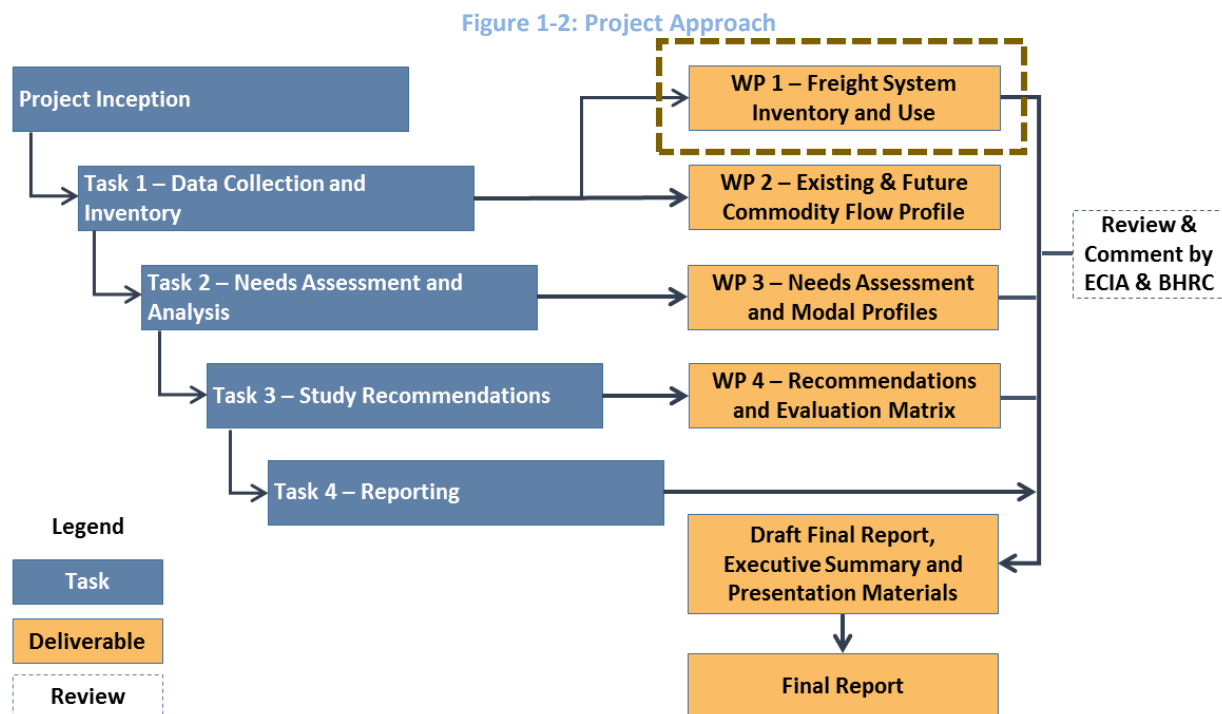 Figure 1-2: Project Approach
Project Inception
WP 1 – Freight System
Inventory and Use
Task 1 – Data Collection and
Inventory
WP 2 – Existing & Future
Commodity Flow Profile
Review &
Comment by
ECIA & BHRC
Task 2 – Needs Assessment and
Analysis
WP 3 – Needs Assessment
and Modal Profiles
Task 3 – Study Recommendations
WP 4 – Recommendations
and Evaluation Matrix
Task 4 – Reporting
Draft Final Report,
Executive Summary and
Presentation Materials
Final Report
Legend
Task
Deliverable
Review